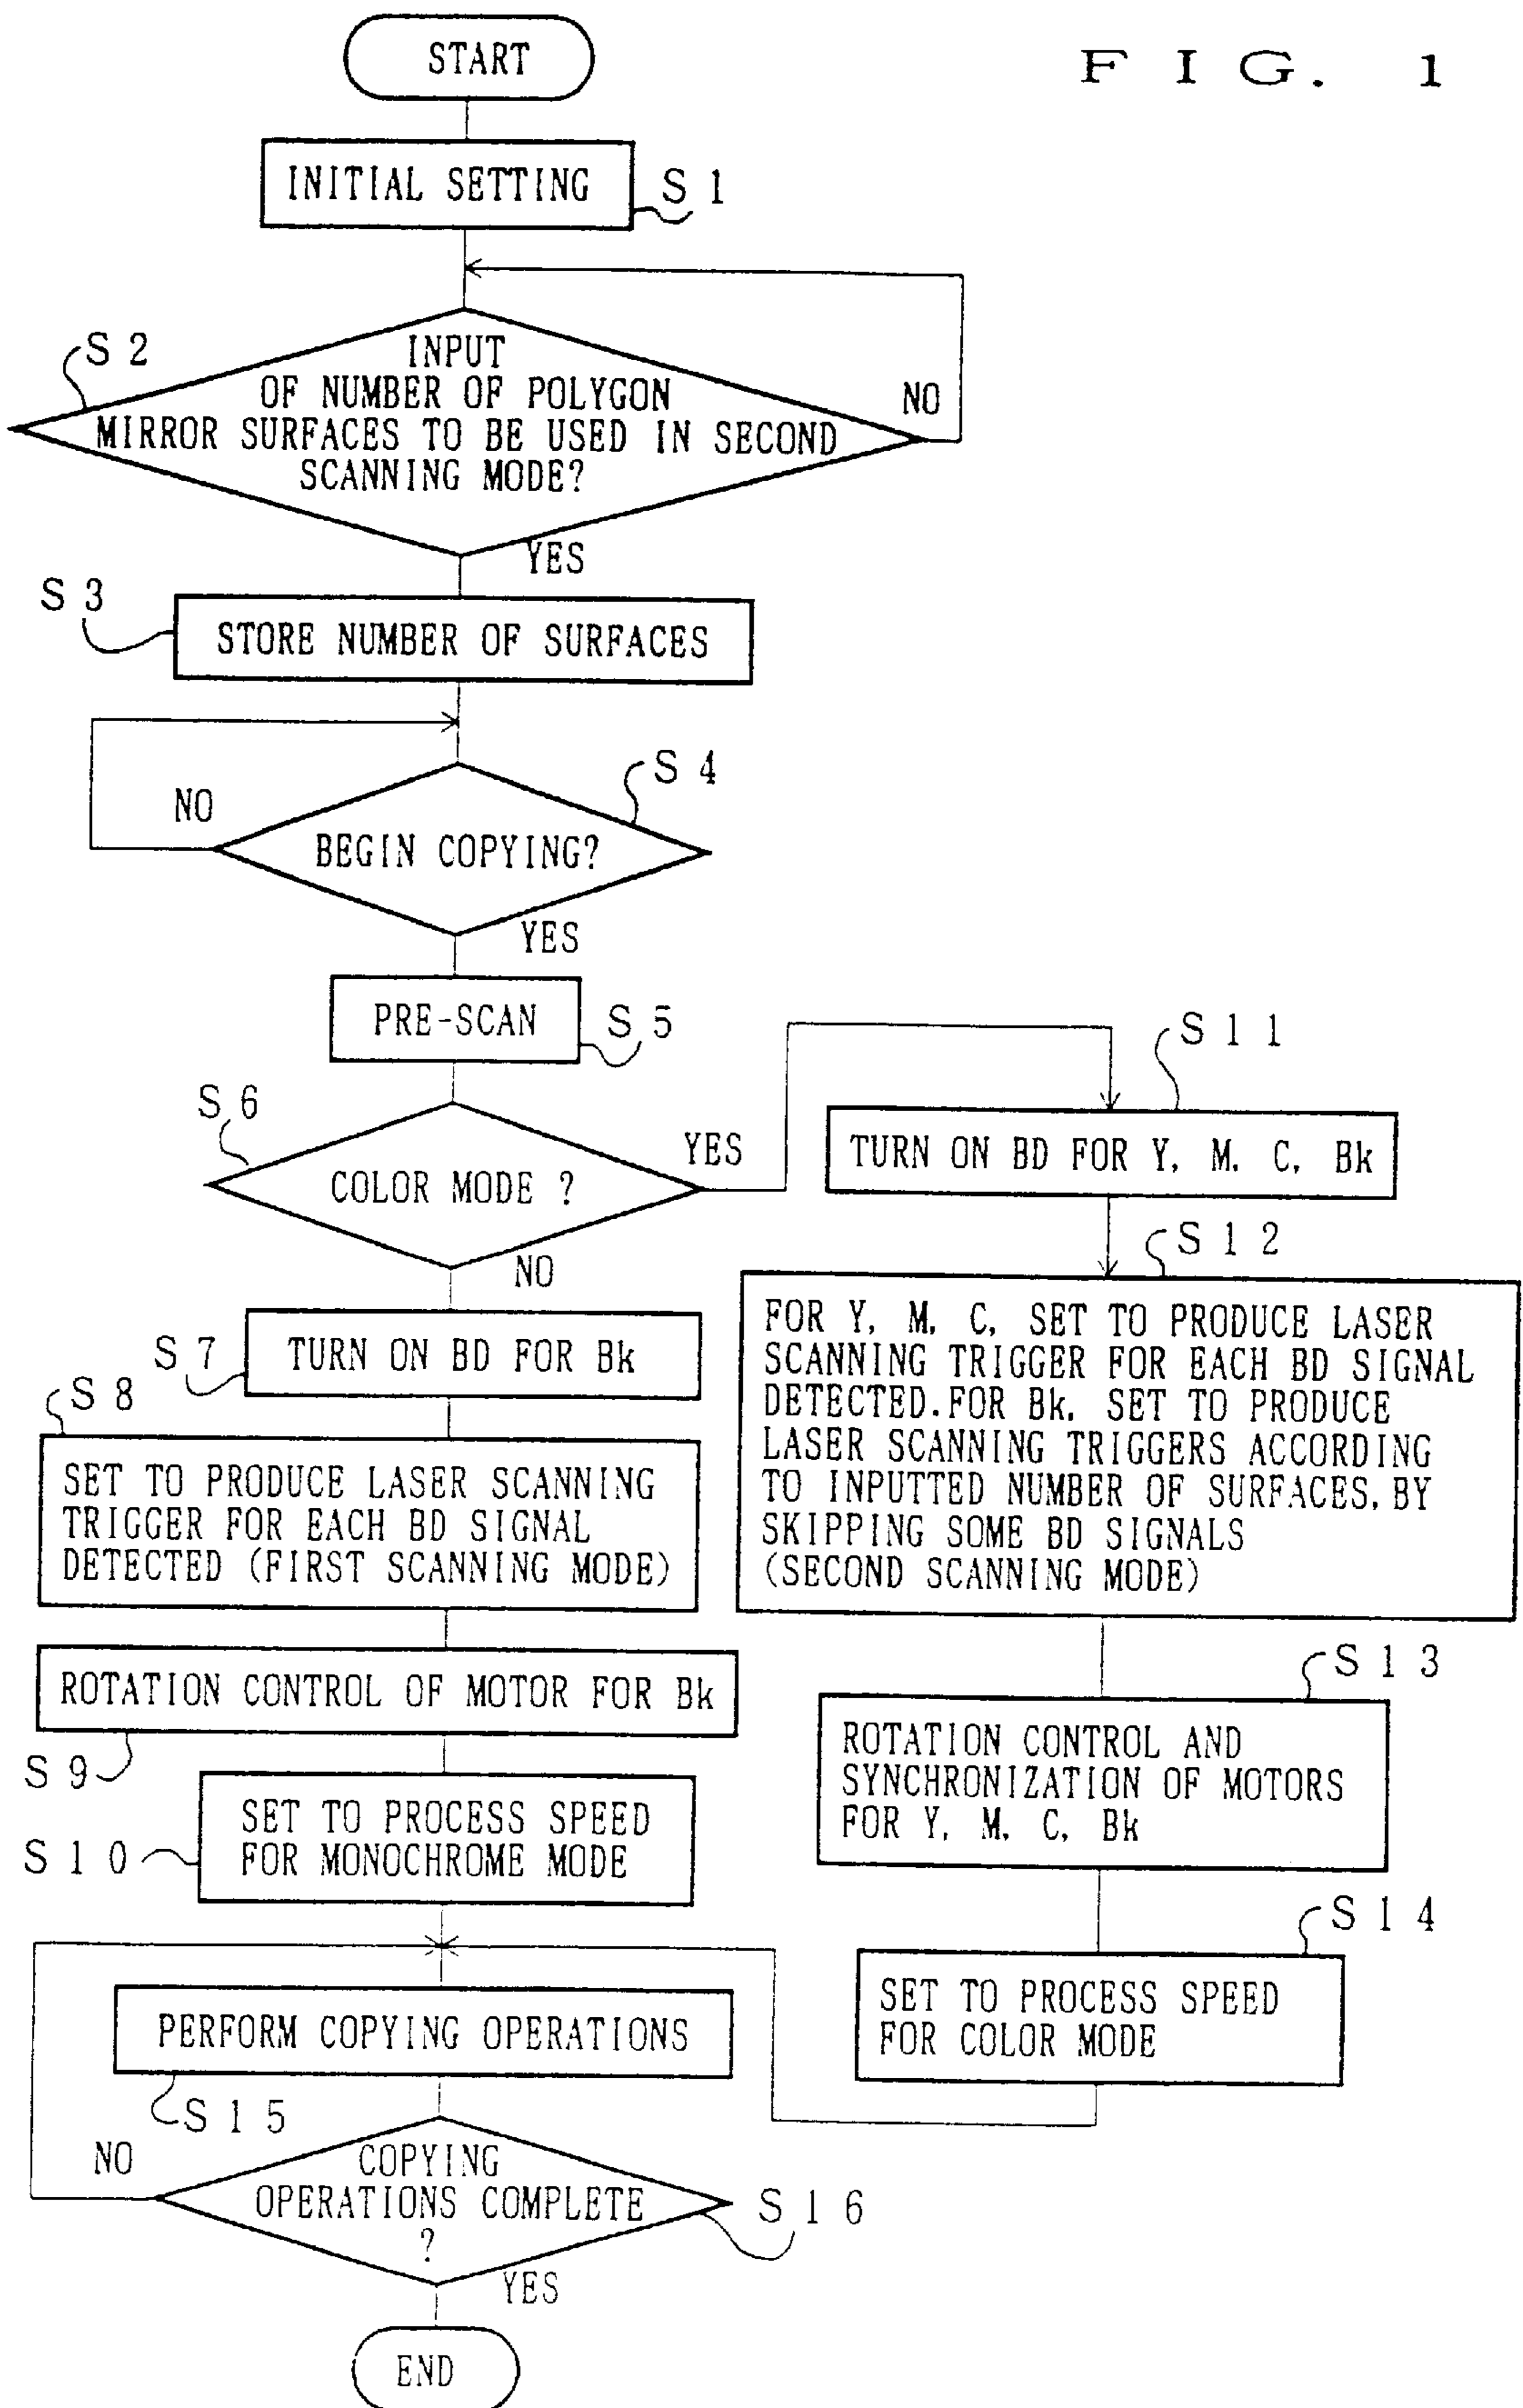 START
FIG. 1
INITIAL SETTING
S1
S2
INPUT
OF NUMBER OF POLYGON
MIRROR SURFACES TO BE USED IN SECOND
SCANNING MODE?
NO
YES
S3
STORE NUMBER OF SURFACES
S4
NO
BEGIN COPYING?
YES
PRE-SCAN
S5
S6
COLOR MODE ?
YES
NO
S7
TURN ON BD FOR Bk
S8
SET TO PRODUCE LASER SCANNING
TRIGGER FOR EACH BD SIGNAL
DETECTED (FIRST SCANNING MODE)
ROTATION CONTROL OF MOTOR FOR Bk
S9
SET TO PROCESS SPEED
FOR MONOCHROME MODE
S10
S11
TURN ON BD FOR Y, M, C, Bk
S12
FOR Y, M, C, SET TO PRODUCE LASER
SCANNING TRIGGER FOR EACH BD SIGNAL
DETECTED. FOR Bk, SET TO PRODUCE
LASER SCANNING TRIGGERS ACCORDING
TO INPUTTED NUMBER OF SURFACES, BY
SKIPPING SOME BD SIGNALS
(SECOND SCANNING MODE)
S13
ROTATION CONTROL AND
SYNCHRONIZATION OF MOTORS
FOR Y, M, C, Bk
S14
SET TO PROCESS SPEED
FOR COLOR MODE
PERFORM COPYING OPERATIONS
S15
NO
COPYING
OPERATIONS COMPLETE
?
S16
YES
END